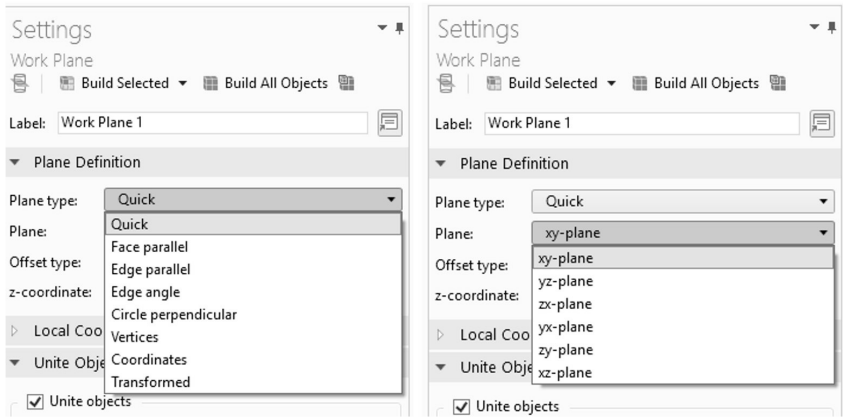 Settings
Work Plane
Build Selected Build All Objects
Label: Work Plane 1
Plane Definition
Plane type: Quick
Plane:
Offset type:
z-coordinate:
Quick
Face parallel
Edge parallel
Edge angle
Circle perpendicular
Vertices
Coordinates
Transformed
Local Coo
Unite Obje
Unite objects
Settings
Work Plane
Build Selected Build All Objects
Label: Work Plane 1
Plane Definition
Plane type: Quick
Plane: xy-plane
Offset type:
z-coordinate:
xy-plane
yz-plane
zx-plane
yx-plane
zy-plane
xz-plane
Local Coo
Unite Obje
Unite objects